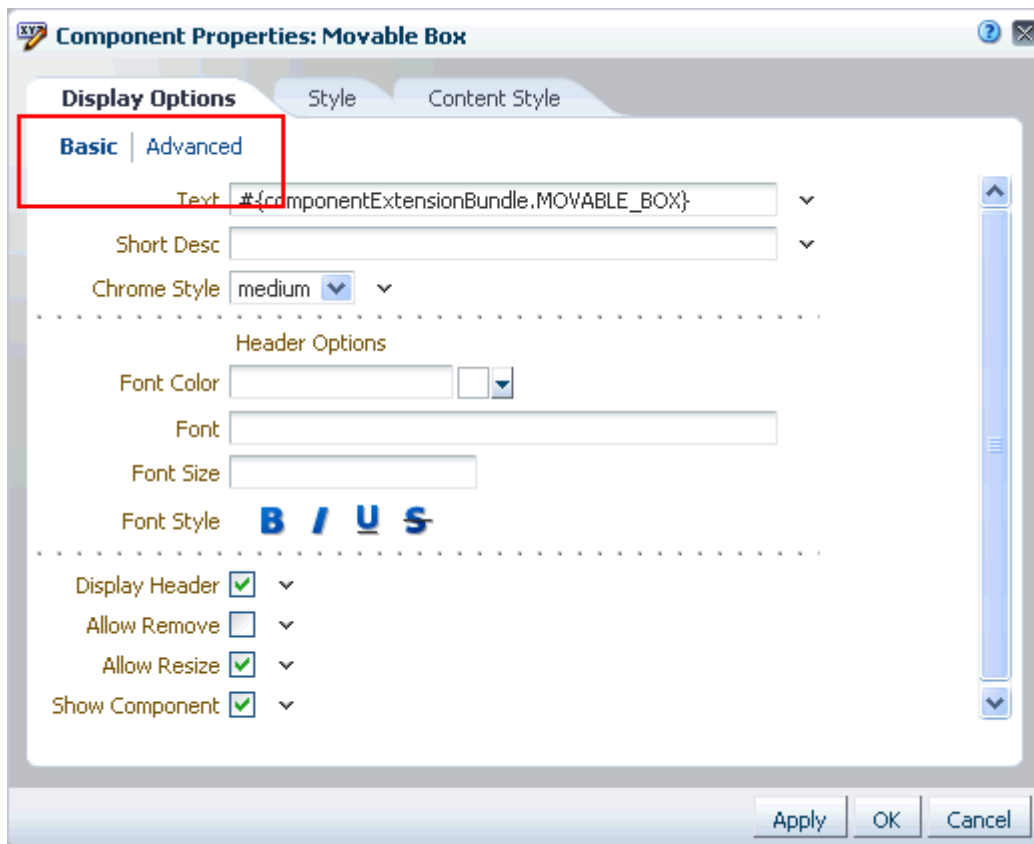 Component Properties: Movable Box
Display Options Style Content Style
Basic | Advanced
Text #{componentExtensionBundle.MOVABLE_BOX}
Short Desc
Chrome Style medium
Header Options
Font Color
Font
Font Size
Font Style B I U S
Display Header
Allow Remove
Allow Resize
Show Component
Apply OK Cancel